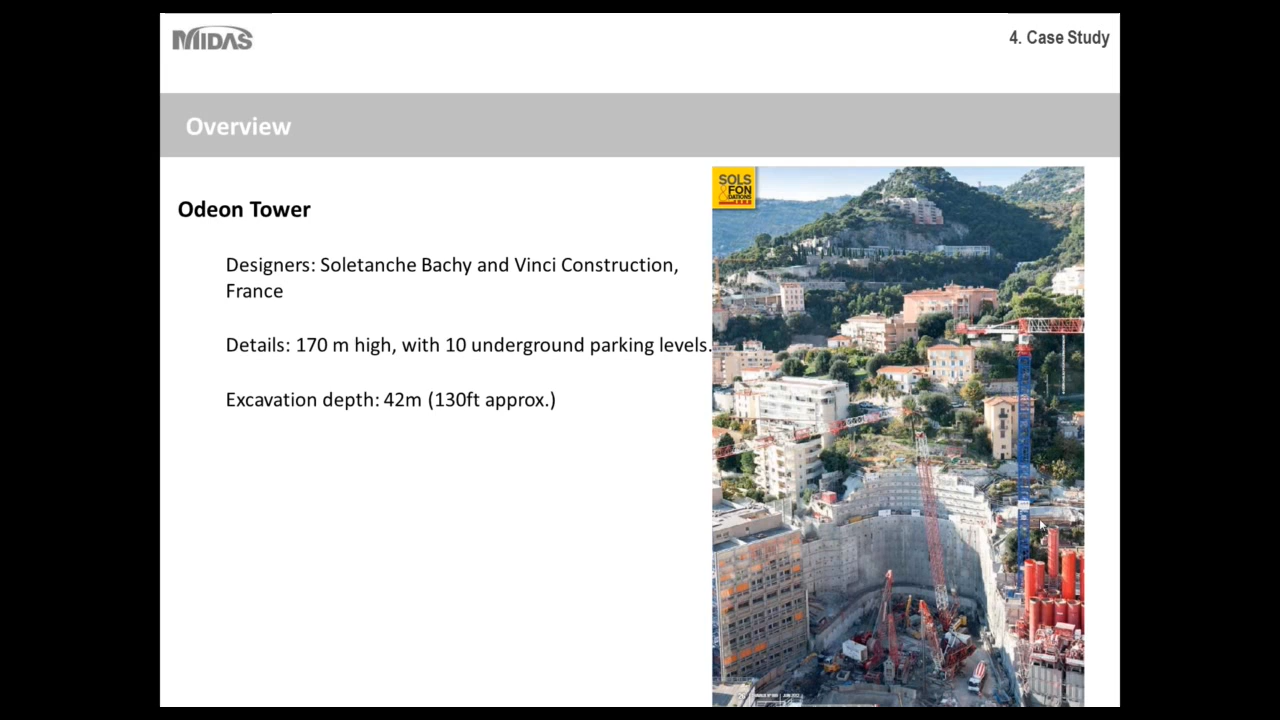 MIDAS
4. Case Study
Overview
SOLS
& FON
DATIONS
Odeon Tower
Designers: Soletanche Bachy and Vinci Construction,
France
Details: 170 m high, with 10 underground parking levels.
Excavation depth: 42m (130ft approx.)